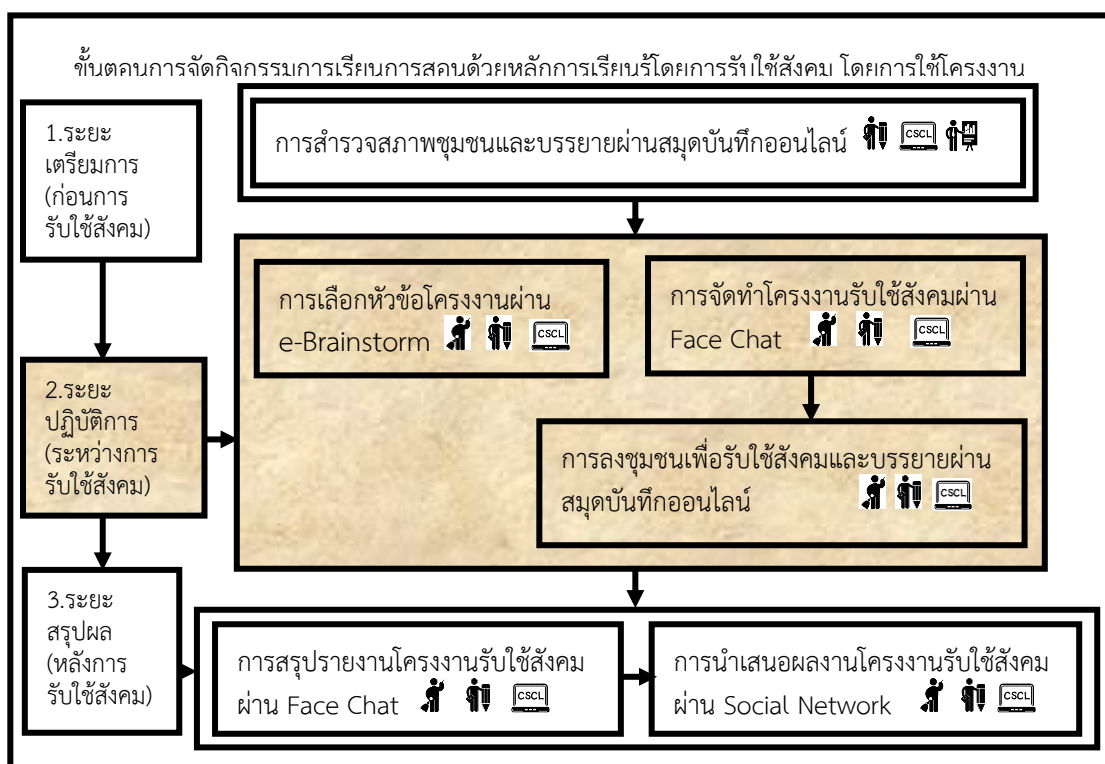 ขั้นตอนการจัดกิจกรรมการเรียนการสอนด้วยหลักการเรียนรู้โดยการรับใช้สังคม โดยการใช้โครงงาน
1.ระยะ
เตรียมการ
(ก่อนการ
รับใช้สังคม)
การสำรวจสภาพชุมชนและบรรยายผ่านสมุดบันทึกออนไลน์ CSCL
2.ระยะ
ปฏิบัติการ
(ระหว่างการ
รับใช้สังคม)
การเลือกหัวข้อโครงงานผ่าน
e-Brainstorm CSCL
การจัดทำโครงงานรับใช้สังคมผ่าน
Face Chat CSCL
การลงชุมชนเพื่อรับใช้สังคมและบรรยายผ่าน
สมุดบันทึกออนไลน์ CSCL
3.ระยะ
สรุปผล
(หลังการ
รับใช้สังคม)
การสรุปรายงานโครงงานรับใช้สังคม
ผ่าน Face Chat CSCL
การนำเสนอผลงานโครงงานรับใช้สังคม
ผ่าน Social Network CSCL